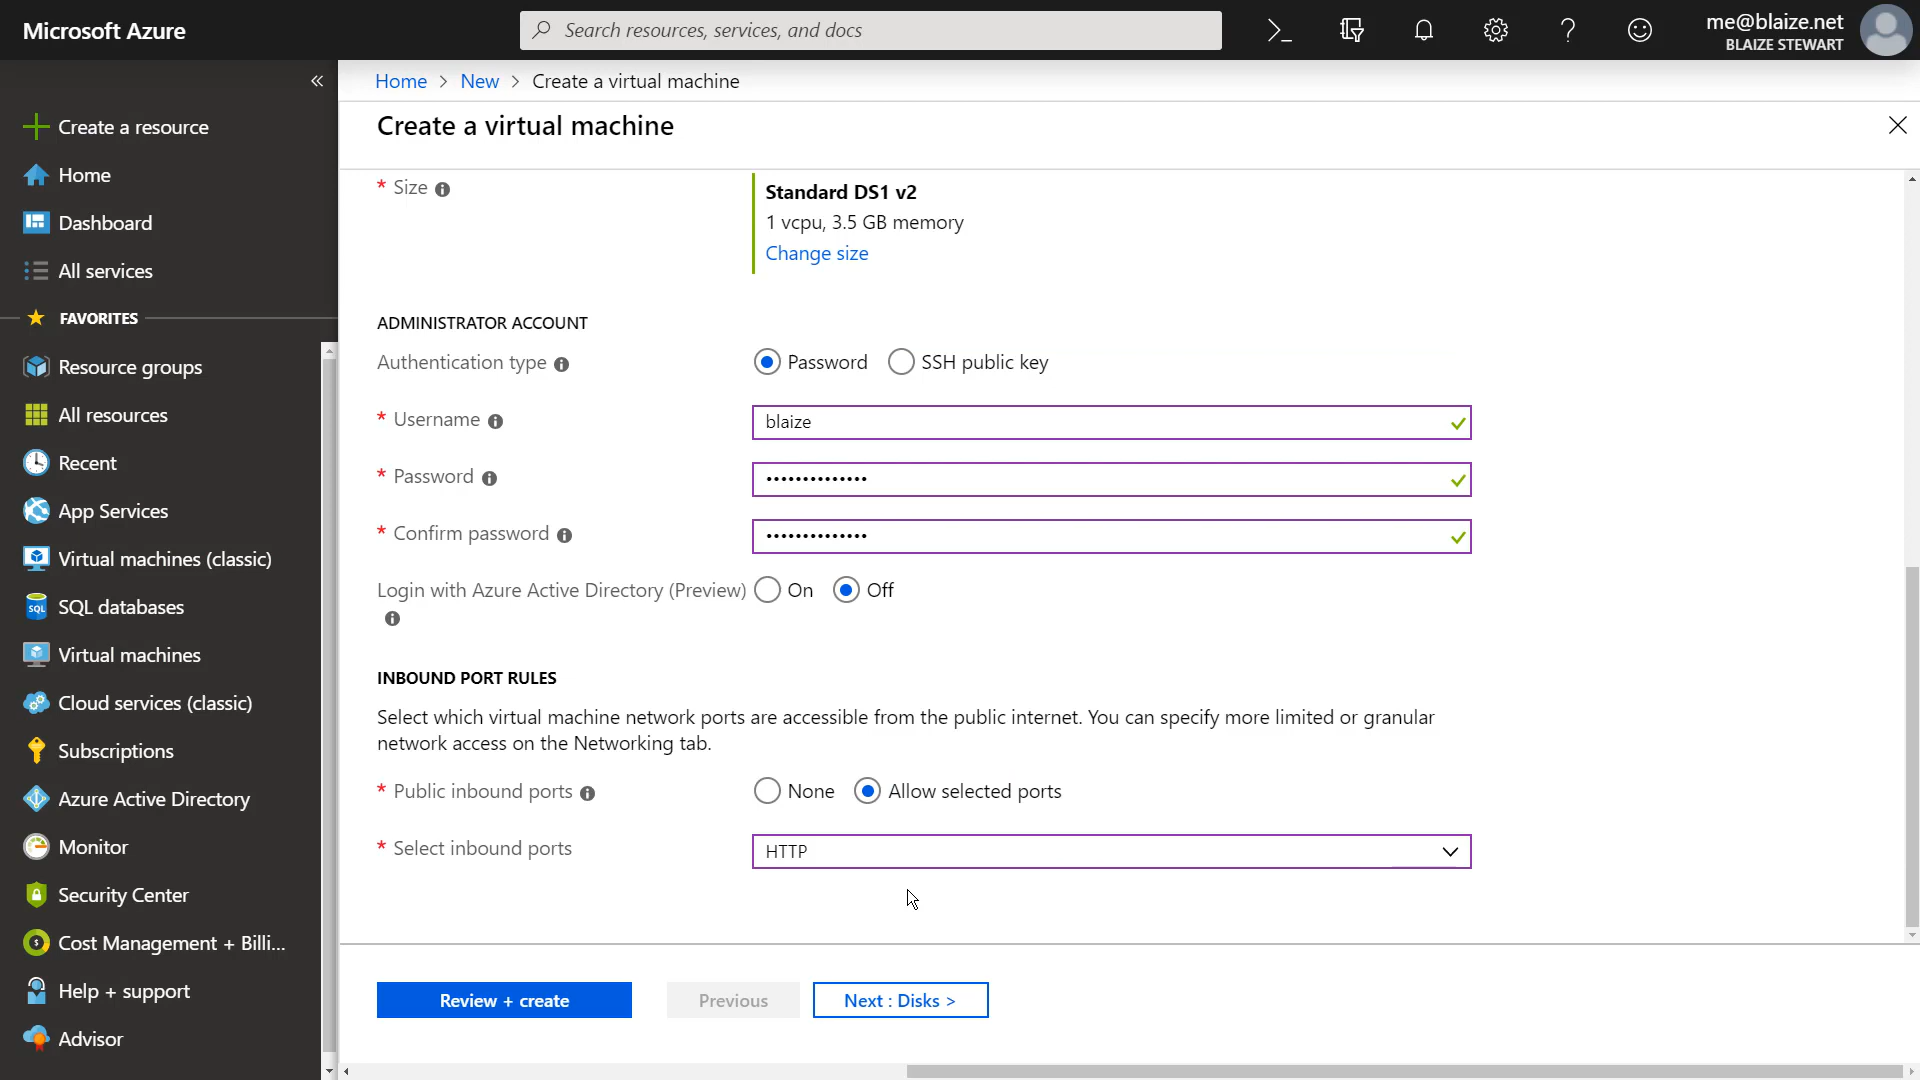 Microsoft Azure
Search resources, services, and docs
me@blaize.net
BLAIZE STEWART
Create a resource
Home
Dashboard
All services
FAVORITES
Resource groups
All resources
Recent
App Services
Virtual machines (classic)
SQL databases
Virtual machines
Cloud services (classic)
Subscriptions
Azure Active Directory
Monitor
Security Center
Cost Management + Billi...
Help + support
Advisor
Home > New > Create a virtual machine
Create a virtual machine
* Size
Standard DS1 v2
1 vcpu, 3.5 GB memory
Change size
ADMINISTRATOR ACCOUNT
Authentication type
Password
SSH public key
* Username
blaize
* Password
••••••••••••••
* Confirm password
••••••••••••••
Login with Azure Active Directory (Preview)
On
Off
INBOUND PORT RULES
Select which virtual machine network ports are accessible from the public internet. You can specify more limited or granular
network access on the Networking tab.
* Public inbound ports
None
Allow selected ports
* Select inbound ports
HTTP
Review + create
Previous
Next : Disks >